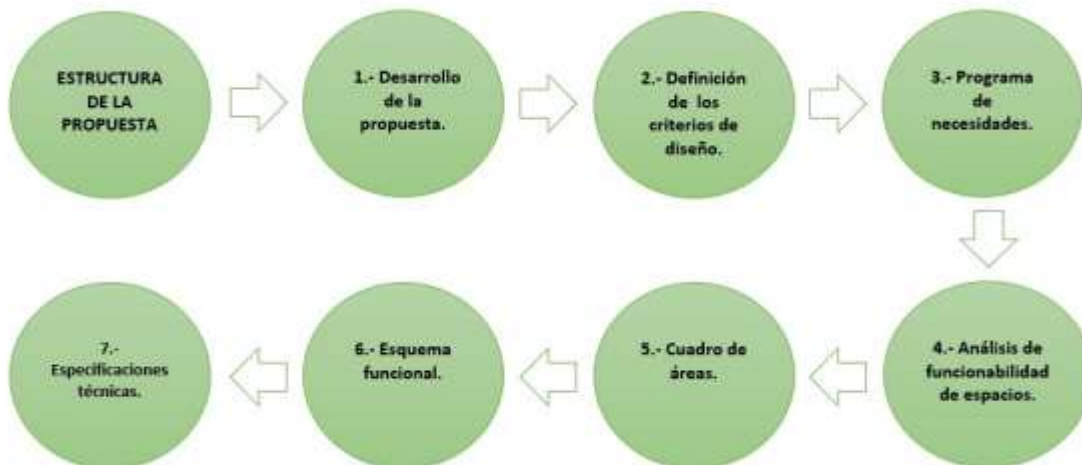 ESTRUCTURA
DE LA
PROPUESTA
1.- Desarrollo
de la
propuesta.
2.- Definición
de los
criterios de
diseño.
3.- Programa
de
necesidades.
4.- Análisis de
funcionabilidad
de espacios.
5.- Cuadro de
áreas.
6.- Esquema
funcional.
7.-
Especificaciones
técnicas.